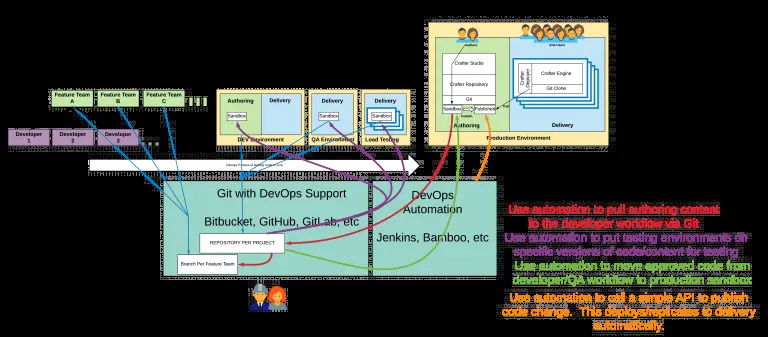 Authors
End Users
Crafter Studio
Crafter Repository
Git
Sandbox
Published
Publish
Pull
Authoring
Crafter
Deployer
Crafter Engine
Git Clone
Delivery
Production Environment
Feature Team
A
Feature Team
B
Feature Team
C
Developer
1
Developer
2
Developer
3
Authoring
Sandbox
Delivery
DEV Environment
Delivery
Sandbox
QA Environment
Delivery
Sandbox
Load Testing
Git with DevOps Support
Bitbucket, GitHub, GitLab, etc
REPOSITORY PER PROJECT
Branch Per Feature Team
DevOps
Automation
Jenkins, Bamboo, etc
Use automation to pull authoring content
to the developer workflow via Git
Use automation to put testing environments on
specific versions of code/content for testing
Use automation to move approved code from
developer/QA workflow to production sandbox
Use automation to call a simple API to publish
code change. This deploys/replicates to delivery
automatically.